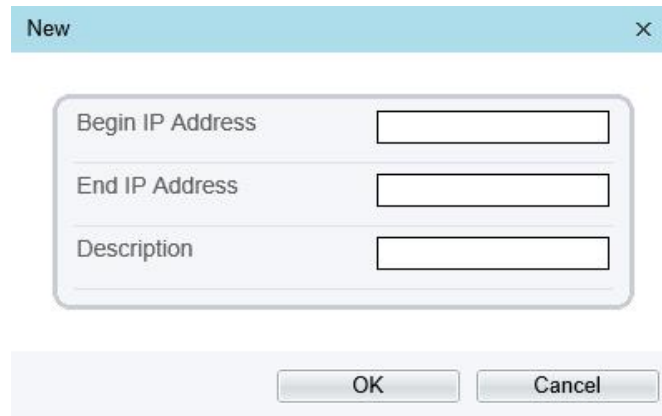 New ×
Begin IP Address
End IP Address
Description
OK Cancel